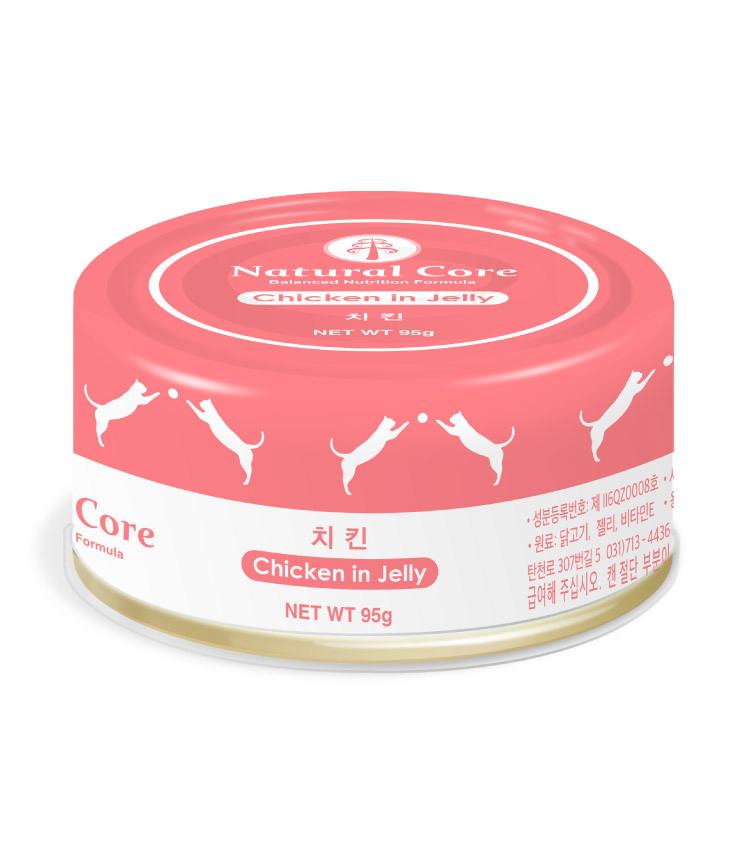 Natural Core
Balanced Nutrition Formula
Chicken in Jelly
치킨
NET WT 95g
Core
Formula
치킨
Chicken in Jelly
NET WT 95g
• 성분등록번호: 제 II6QZ0008호 •
• 원료: 닭고기, 젤리, 비타민E •
탄천로 307번길 5 031)713-4436
급여해 주십시오. 캔 절단 부분이